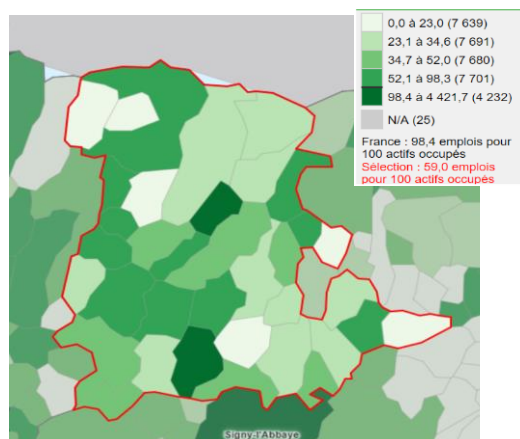 0,0 à 23,0 (7 639)
23,1 à 34,6 (7 691)
34,7 à 52,0 (7 680)
52,1 à 98,3 (7 701)
98,4 à 4 421,7 (4 232)
N/A (25)
France : 98,4 emplois pour
100 actifs occupés
Sélection : 59,0 emplois
pour 100 actifs occupés
Signy-l'Abbaye